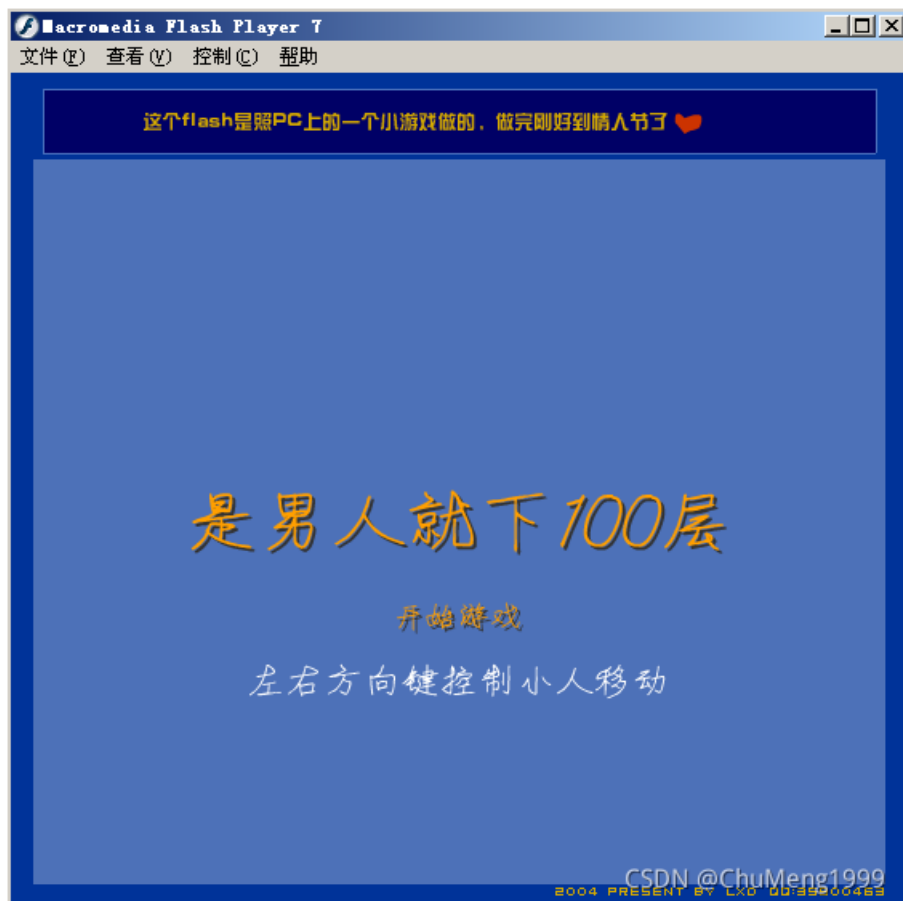 Macromedia Flash Player 7
文件(F) 查看(V) 控制(C) 帮助
这个flash是照PC上的一个小游戏做的，做完刚好到情人节了
是男人就下100层
开始游戏
左右方向键控制小人移动
CSDN @ChuMeng1999
2004 PRESENT BY LXD QQ:39800463